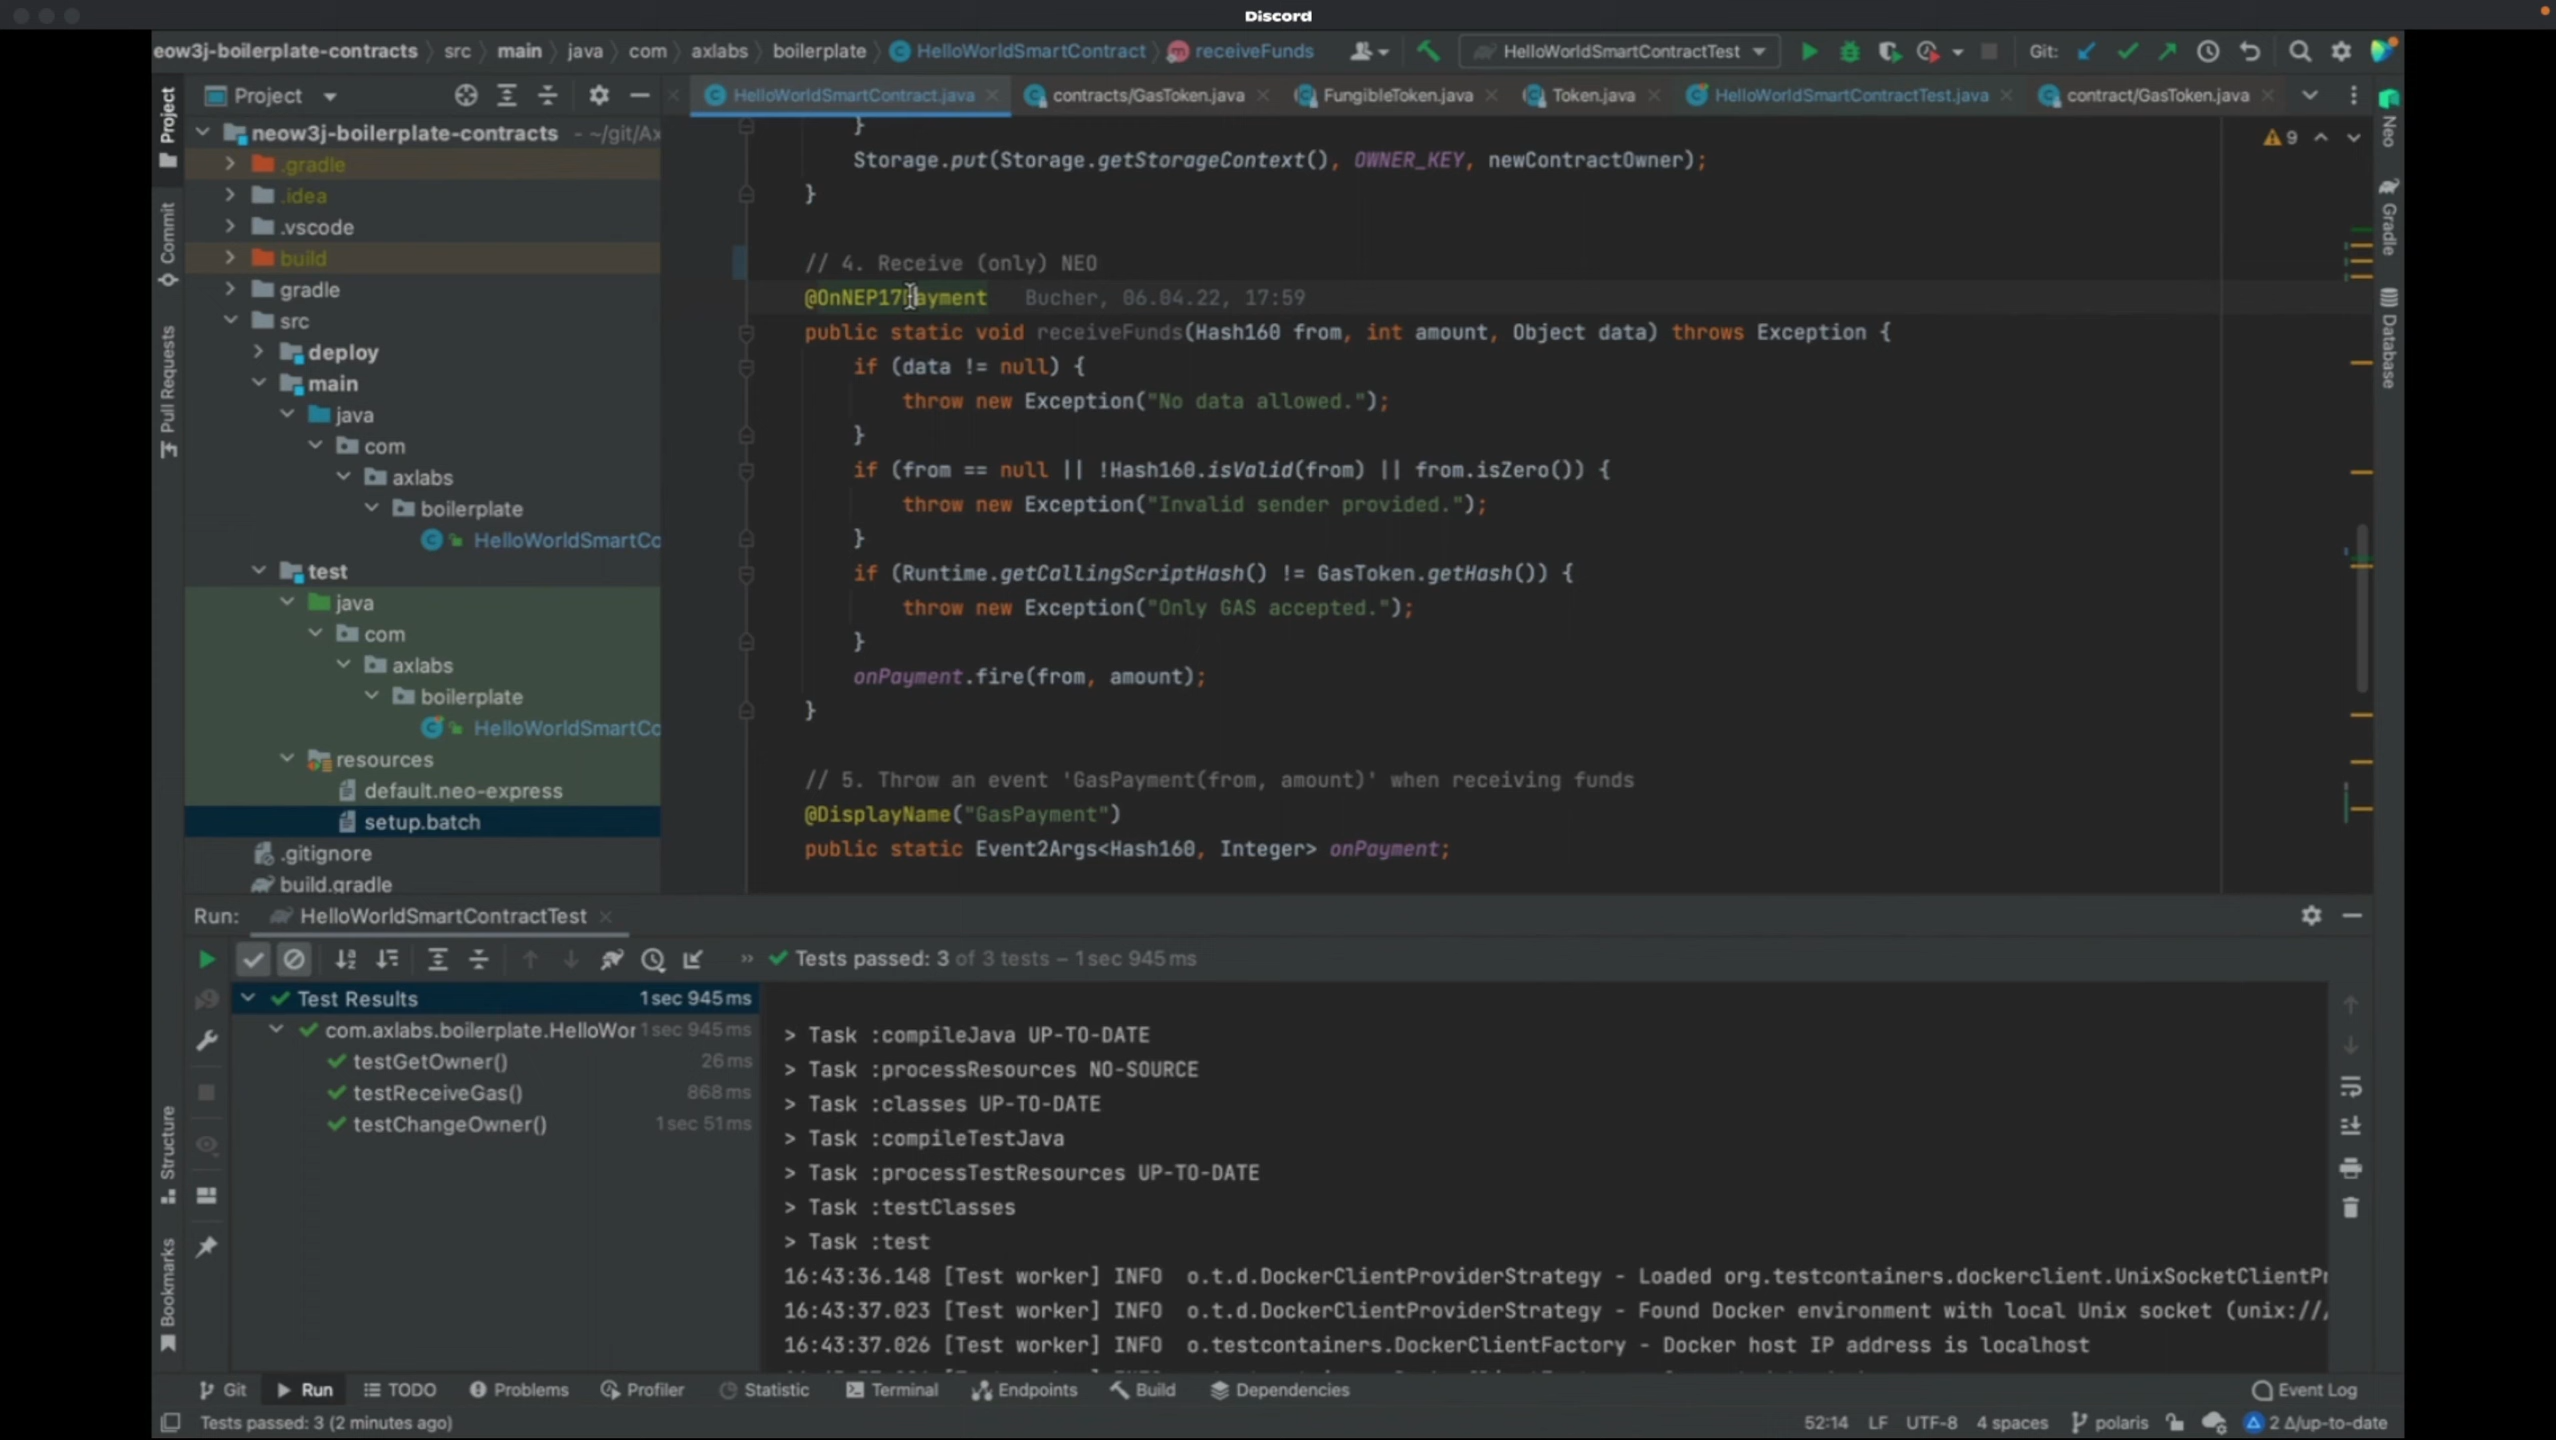 Discord
eow3j-boilerplate-contracts > src > main > java > com > axlabs > boilerplate > HelloWorldSmartContract > receiveFunds
HelloWorldSmartContractTest
Git:
Project
HelloWorldSmartContract.java
contracts/GasToken.java
FungibleToken.java
Token.java
HelloWorldSmartContractTest.java
contract/GasToken.java
Project
Commit
Pull Requests
Structure
Bookmarks
neow3j-boilerplate-contracts - ~/git/Ax
.gradle
.idea
.vscode
build
gradle
src
deploy
main
java
com
axlabs
boilerplate
HelloWorldSmartCo
test
java
com
axlabs
boilerplate
HelloWorldSmartCo
resources
default.neo-express
setup.batch
.gitignore
build.gradle
9
}
Storage.put(Storage.getStorageContext(), OWNER_KEY, newContractOwner);
}
// 4. Receive (only) NEO
@OnNEP17Payment Bucher, 06.04.22, 17:59
public static void receiveFunds(Hash160 from, int amount, Object data) throws Exception {
if (data != null) {
throw new Exception("No data allowed.");
}
if (from == null || !Hash160.isValid(from) || from.isZero()) {
throw new Exception("Invalid sender provided.");
}
if (Runtime.getCallingScriptHash() != GasToken.getHash()) {
throw new Exception("Only GAS accepted.");
}
onPayment.fire(from, amount);
}
// 5. Throw an event 'GasPayment(from, amount)' when receiving funds
@DisplayName("GasPayment")
public static Event2Args<Hash160, Integer> onPayment;
Neo
Gradle
Database
Run: HelloWorldSmartContractTest
>> Tests passed: 3 of 3 tests – 1 sec 945 ms
Test Results 1 sec 945 ms
com.axlabs.boilerplate.HelloWor 1 sec 945 ms
testGetOwner() 26 ms
testReceiveGas() 868 ms
testChangeOwner() 1 sec 51 ms
> Task :compileJava UP-TO-DATE
> Task :processResources NO-SOURCE
> Task :classes UP-TO-DATE
> Task :compileTestJava
> Task :processTestResources UP-TO-DATE
> Task :testClasses
> Task :test
16:43:36.148 [Test worker] INFO o.t.d.DockerClientProviderStrategy - Loaded org.testcontainers.dockerclient.UnixSocketClientPr
16:43:37.023 [Test worker] INFO o.t.d.DockerClientProviderStrategy - Found Docker environment with local Unix socket (unix://
16:43:37.026 [Test worker] INFO o.testcontainers.DockerClientFactory - Docker host IP address is localhost
Git Run TODO Problems Profiler Statistic Terminal Endpoints Build Dependencies Event Log
Tests passed: 3 (2 minutes ago) 52:14 LF UTF-8 4 spaces polaris 2 Δ/up-to-date